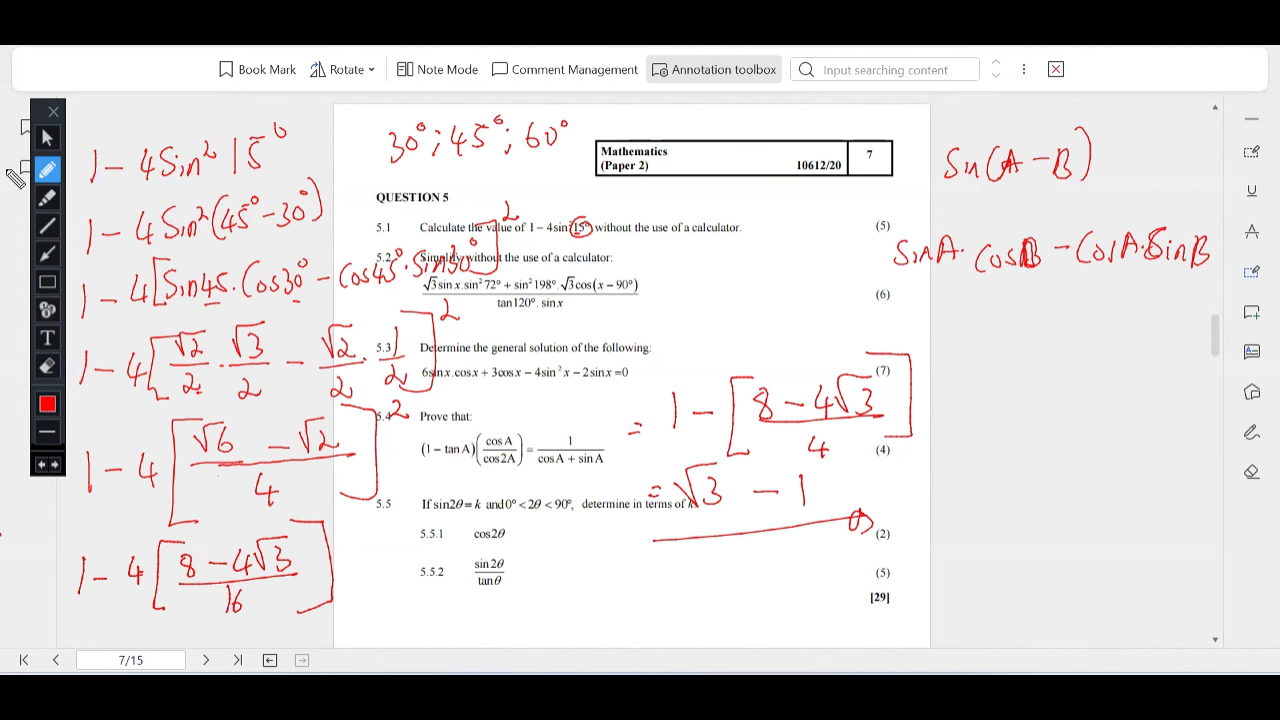 Book Mark Rotate Note Mode Comment Management Annotation toolbox Input searching content
30°; 45°; 60°
Mathematics
(Paper 2) 10612/20 7
QUESTION 5
5.1 Calculate the value of 1 − 4sin²15° without the use of a calculator. (5)
5.2 Simplify without the use of a calculator:
√3 sin x.sin² 72° + sin² 198°.√3 cos(x − 90°)
tan120°. sin x
(6)
5.3 Determine the general solution of the following:
6sin x.cos x + 3cos x − 4sin² x − 2sin x = 0 (7)
5.4 Prove that:
(1 − tan A)(cos A / cos 2A) = 1 / (cos A + sin A) (4)
5.5 If sin2θ = k and 0° < 2θ < 90°, determine in terms of k
5.5.1 cos2θ (2)
5.5.2 sin2θ / tanθ (5)
[29]
1 − 4Sin² 15°
1 − 4Sin²(45° − 30°)
1 − 4[Sin45 . Cos30° − Cos45° . Sin30°]²
1 − 4[√2/2 . √3/2 − √2/2 . 1/2]²
1 − 4[(√6 − √2)/4]²
1 − 4[(8 − 4√3)/16]
= 1 − [(8 − 4√3)/4]
= √3 − 1
Sin(A − B)
SinA . CosB − CosA . SinB
7/15